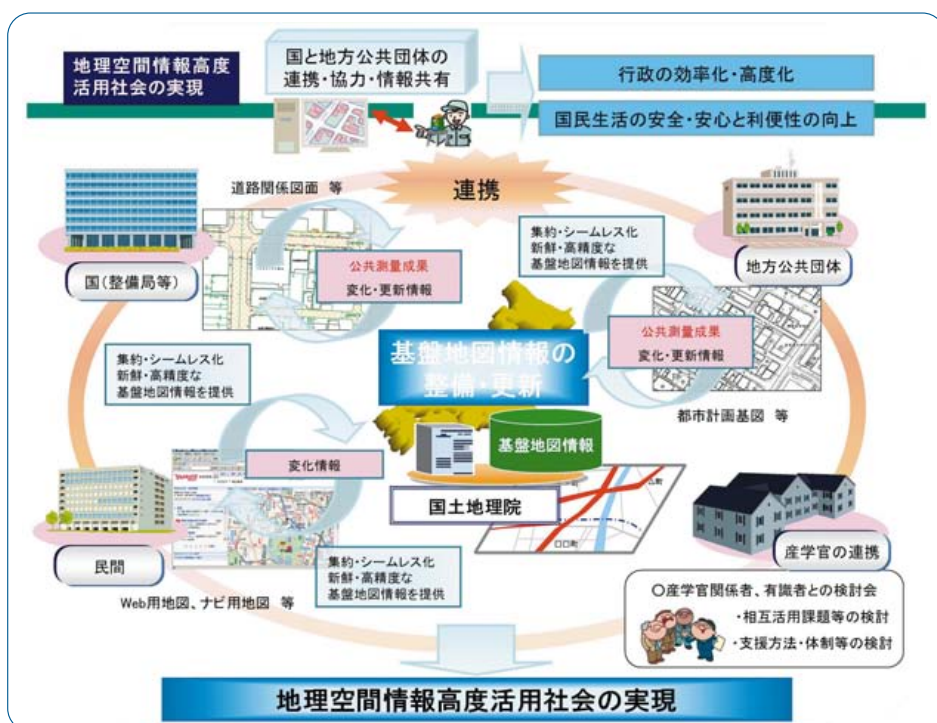 地理空間情報高度
活用社会の実現
国と地方公共団体の
連携・協力・情報共有
行政の効率化・高度化
国民生活の安全・安心と利便性の向上
道路関係図面 等
連携
国(整備局等)
公共測量成果
変化・更新情報
集約・シームレス化
新鮮・高精度な
基盤地図情報を提供
地方公共団体
公共測量成果
変化・更新情報
都市計画基図 等
集約・シームレス化
新鮮・高精度な
基盤地図情報を提供
基盤地図情報の
整備・更新
基盤地図情報
国土地理院
変化情報
民間
Web用地図、ナビ用地図 等
集約・シームレス化
新鮮・高精度な
基盤地図情報を提供
口口町
産学官の連携
〇産学官関係者、有識者との検討会
・相互活用課題等の検討
・支援方法・体制等の検討
地理空間情報高度活用社会の実現